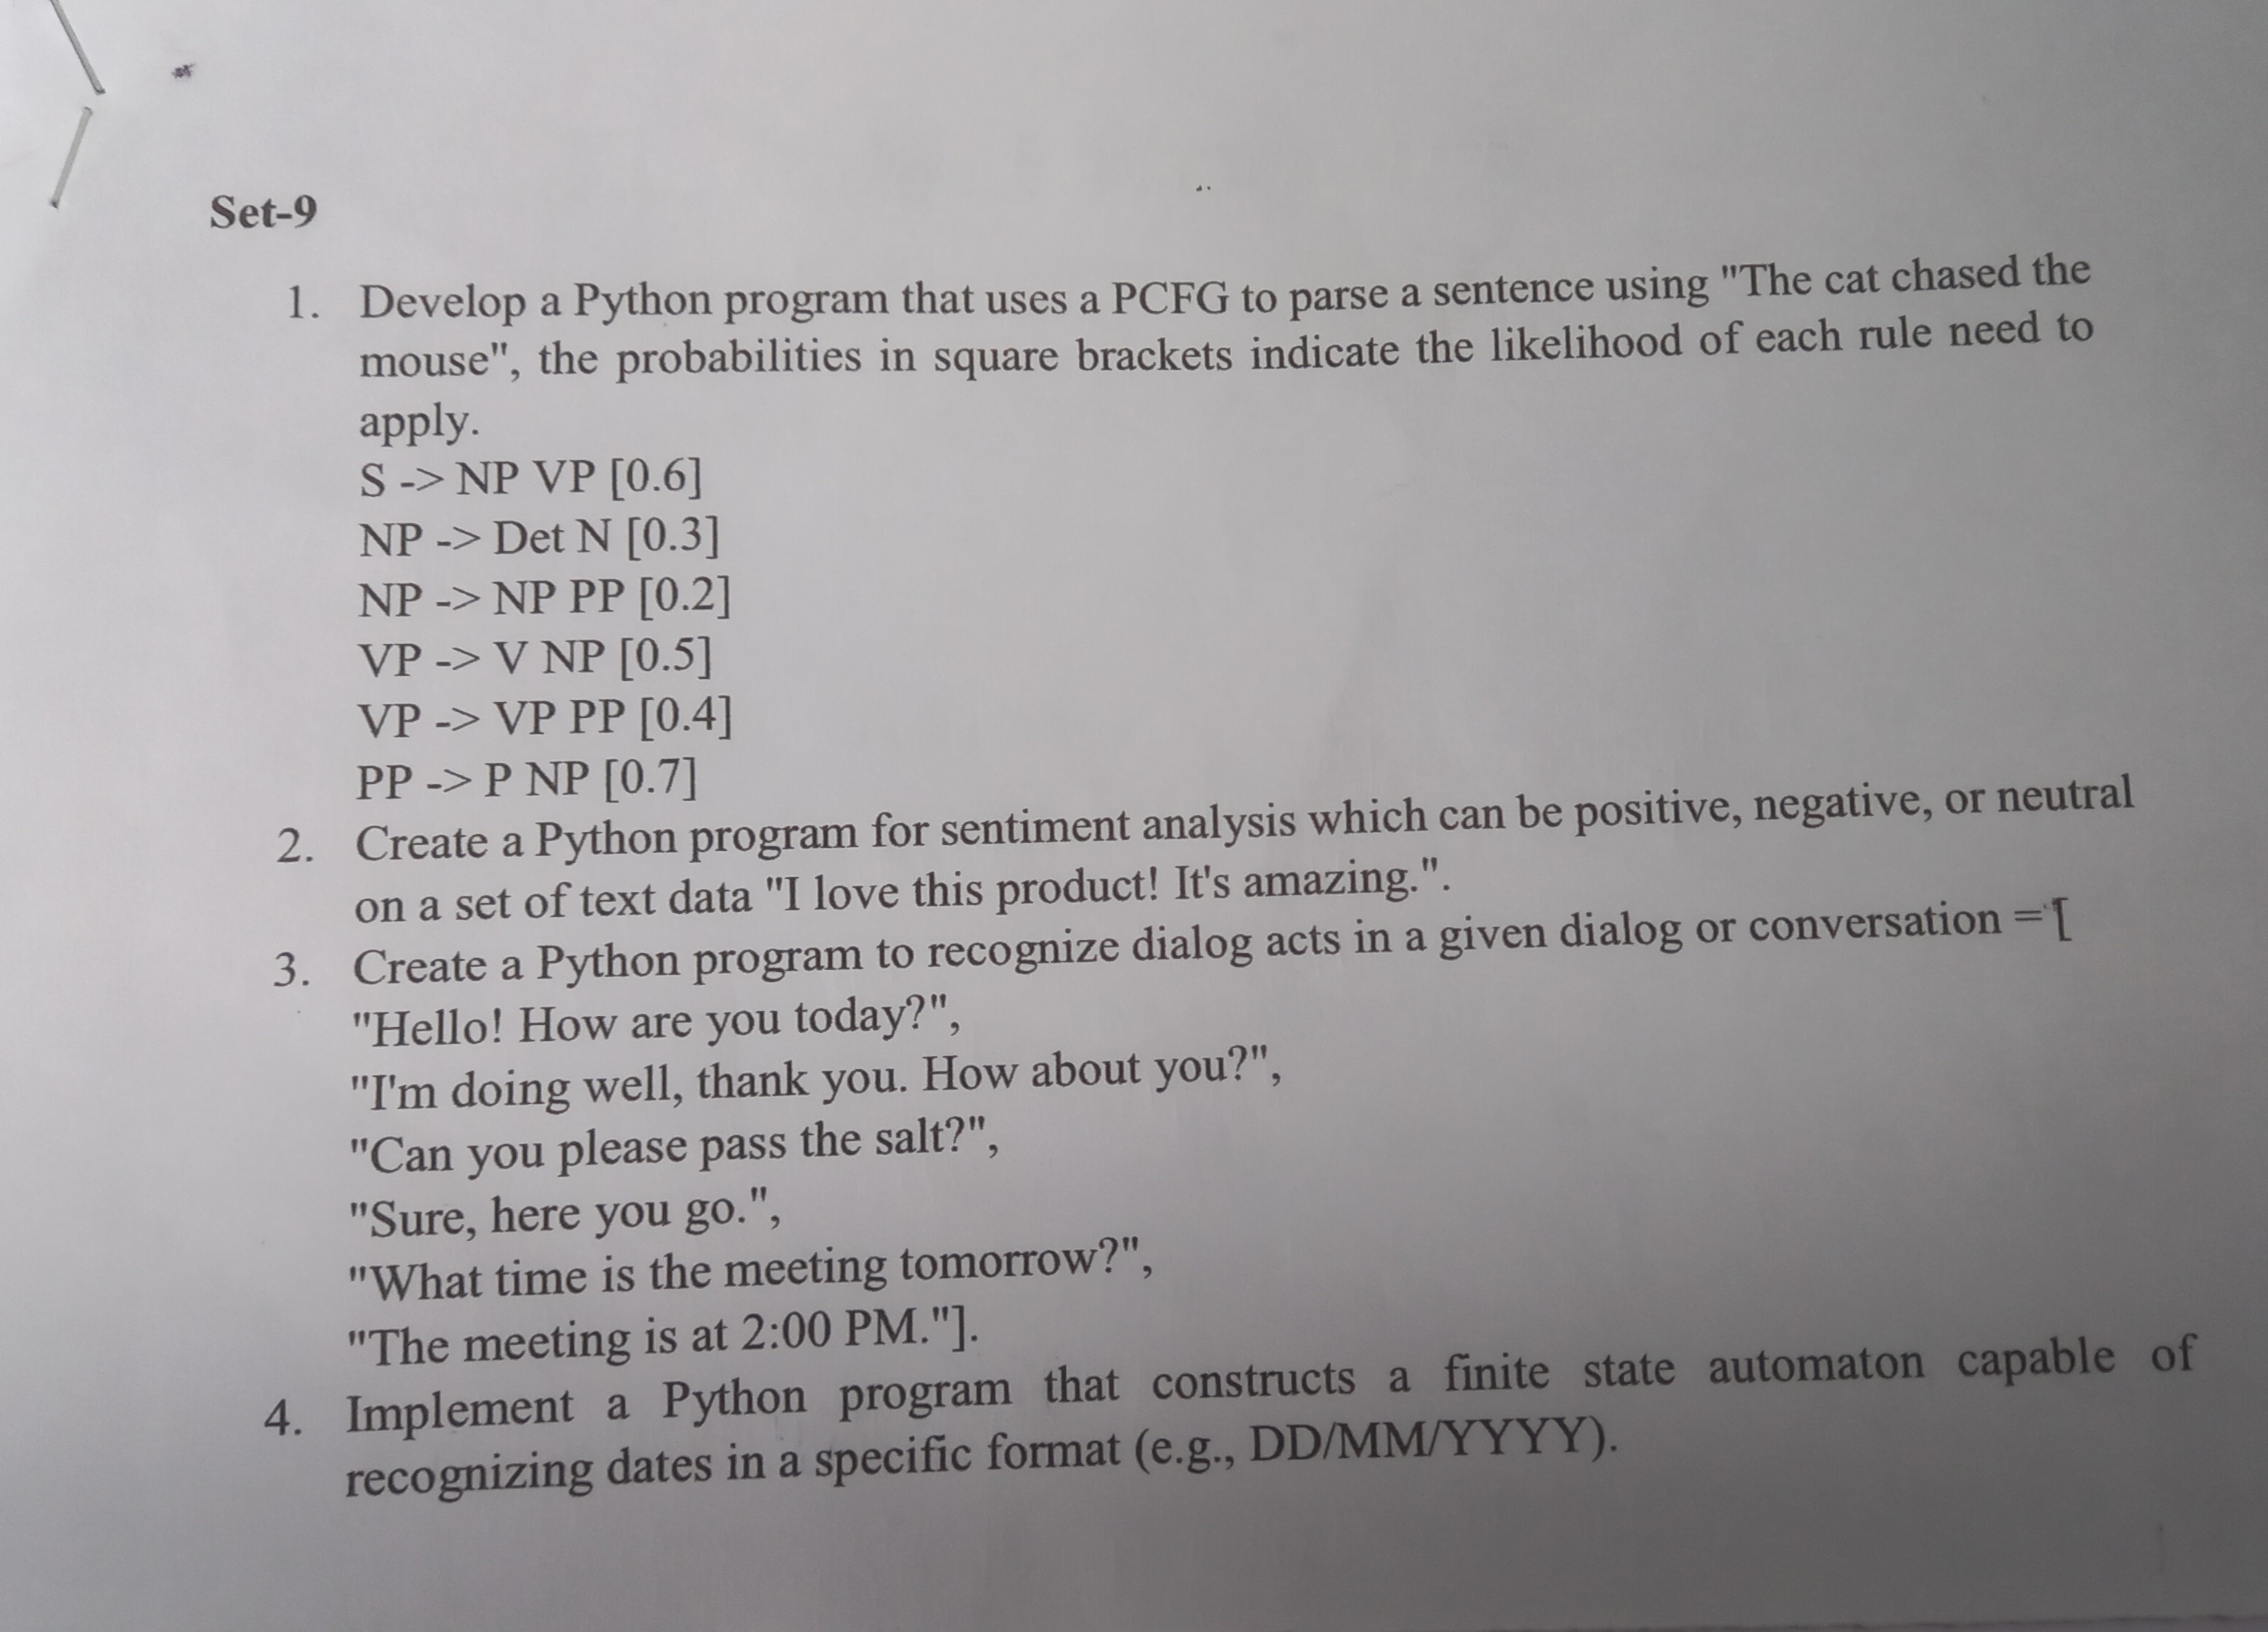 Set-9
1. Develop a Python program that uses a PCFG to parse a sentence using "The cat chased the
mouse", the probabilities in square brackets indicate the likelihood of each rule need to
apply.
S -> NP VP [0.6]
NP -> Det N [0.3]
NP -> NP PP [0.2]
VP -> V NP [0.5]
VP -> VP PP [0.4]
PP -> P NP [0.7]
2. Create a Python program for sentiment analysis which can be positive, negative, or neutral
on a set of text data "I love this product! It's amazing.".
3. Create a Python program to recognize dialog acts in a given dialog or conversation = [
"Hello! How are you today?",
"I'm doing well, thank you. How about you?",
"Can you please pass the salt?",
"Sure, here you go.",
"What time is the meeting tomorrow?",
"The meeting is at 2:00 PM."].
4. Implement a Python program that constructs a finite state automaton capable of
recognizing dates in a specific format (e.g., DD/MM/YYYY).